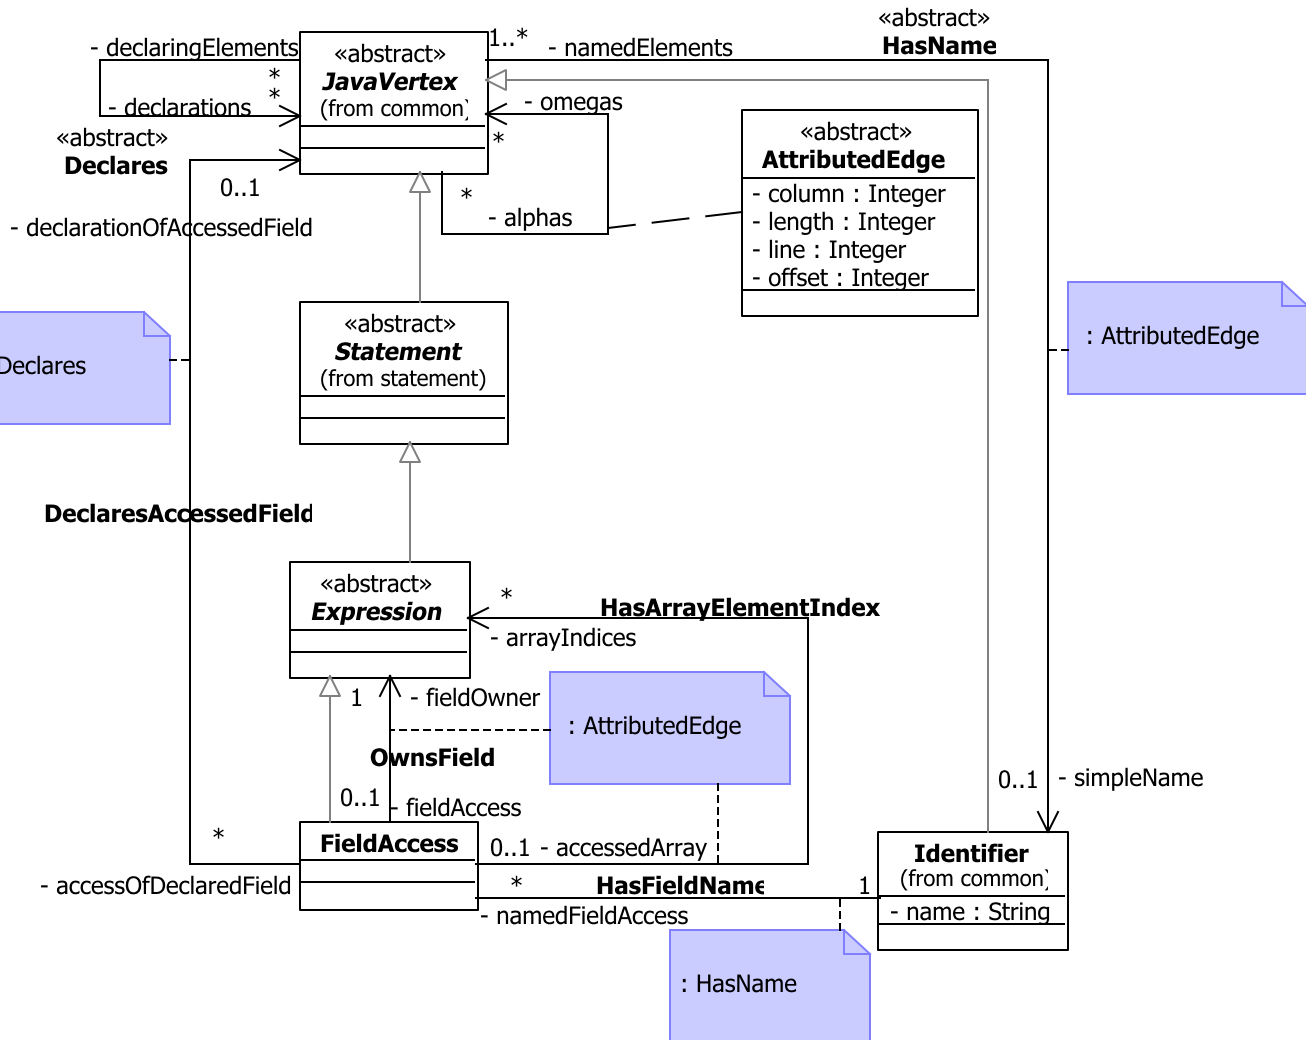 «abstract»
HasName
- declaringElements
*
*
- declarations
«abstract»
Declares
«abstract»
JavaVertex
(from common)
1..*
- namedElements
- omegas
*
*
- alphas
«abstract»
AttributedEdge
- column : Integer
- length : Integer
- line : Integer
- offset : Integer
0..1
- declarationOfAccessedField
«abstract»
Statement
(from statement)
Declares
: AttributedEdge
DeclaresAccessedField
«abstract»
Expression
*
HasArrayElementIndex
- arrayIndices
1
- fieldOwner
: AttributedEdge
OwnsField
0..1
- fieldAccess
0..1
- simpleName
*
- accessOfDeclaredField
FieldAccess
0..1
- accessedArray
*
HasFieldName
1
- namedFieldAccess
Identifier
(from common)
- name : String
: HasName